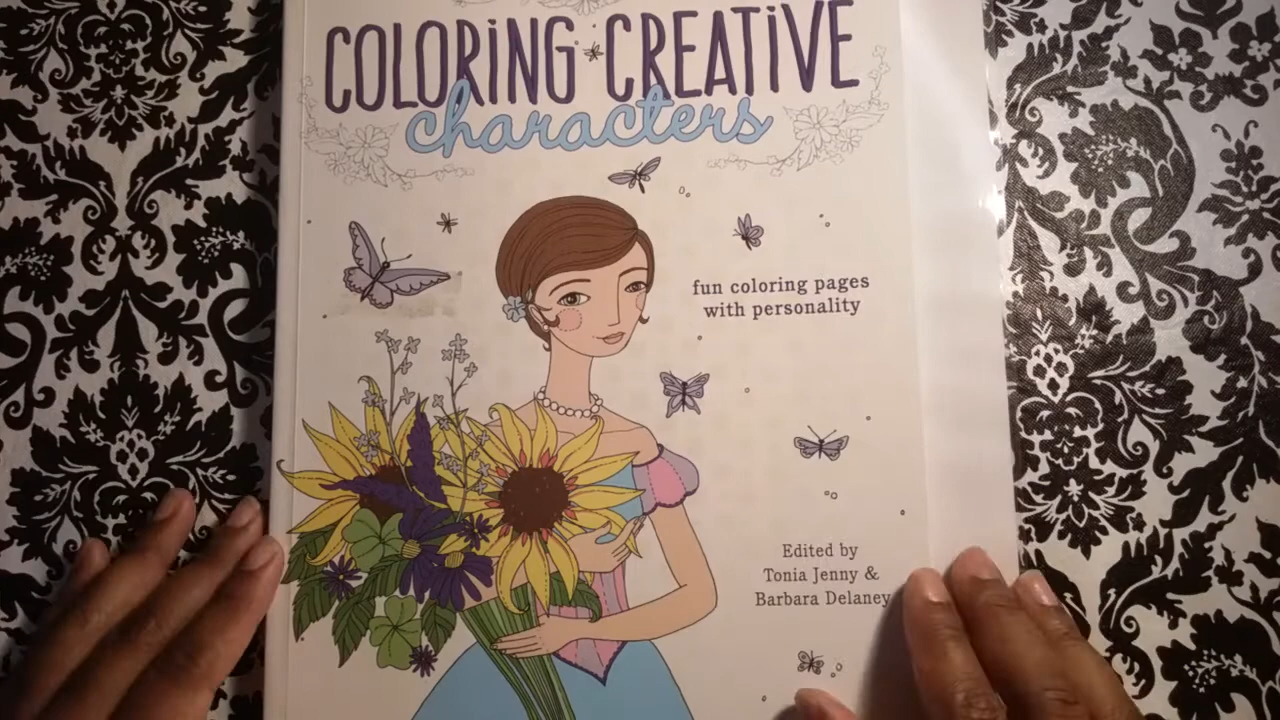 COLORING CREATIVE
characters
fun coloring pages
with personality
Edited by
Tonia Jenny &
Barbara Delaney